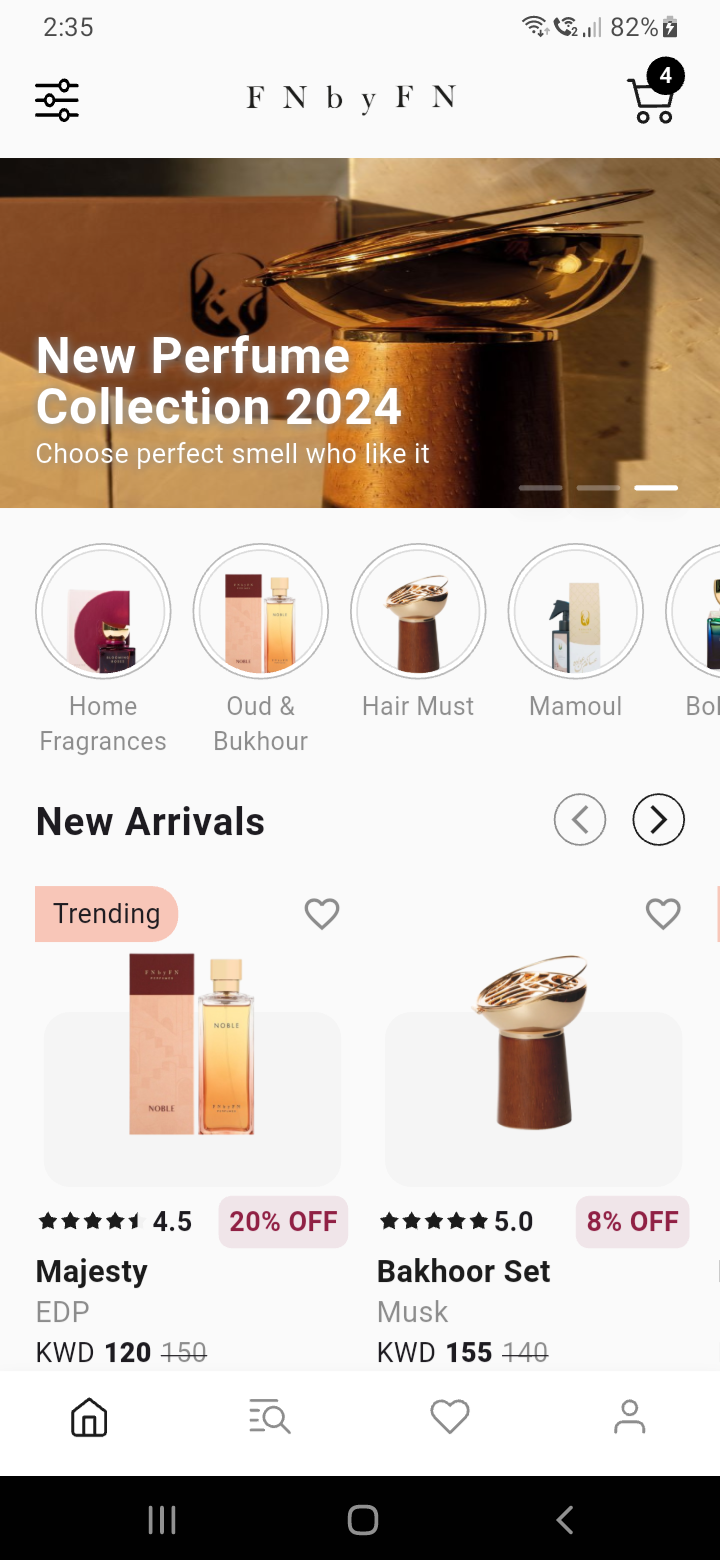 2:35
82%
F N b y F N
4
New Perfume
Collection 2024
Choose perfect smell who like it
Home
Fragrances
Oud &
Bukhour
Hair Must
Mamoul
New Arrivals
Trending
FNbyFN
NOBLE
NOBLE
4.5
20% OFF
5.0
8% OFF
Majesty
EDP
KWD 120 150
Bakhoor Set
Musk
KWD 155 140